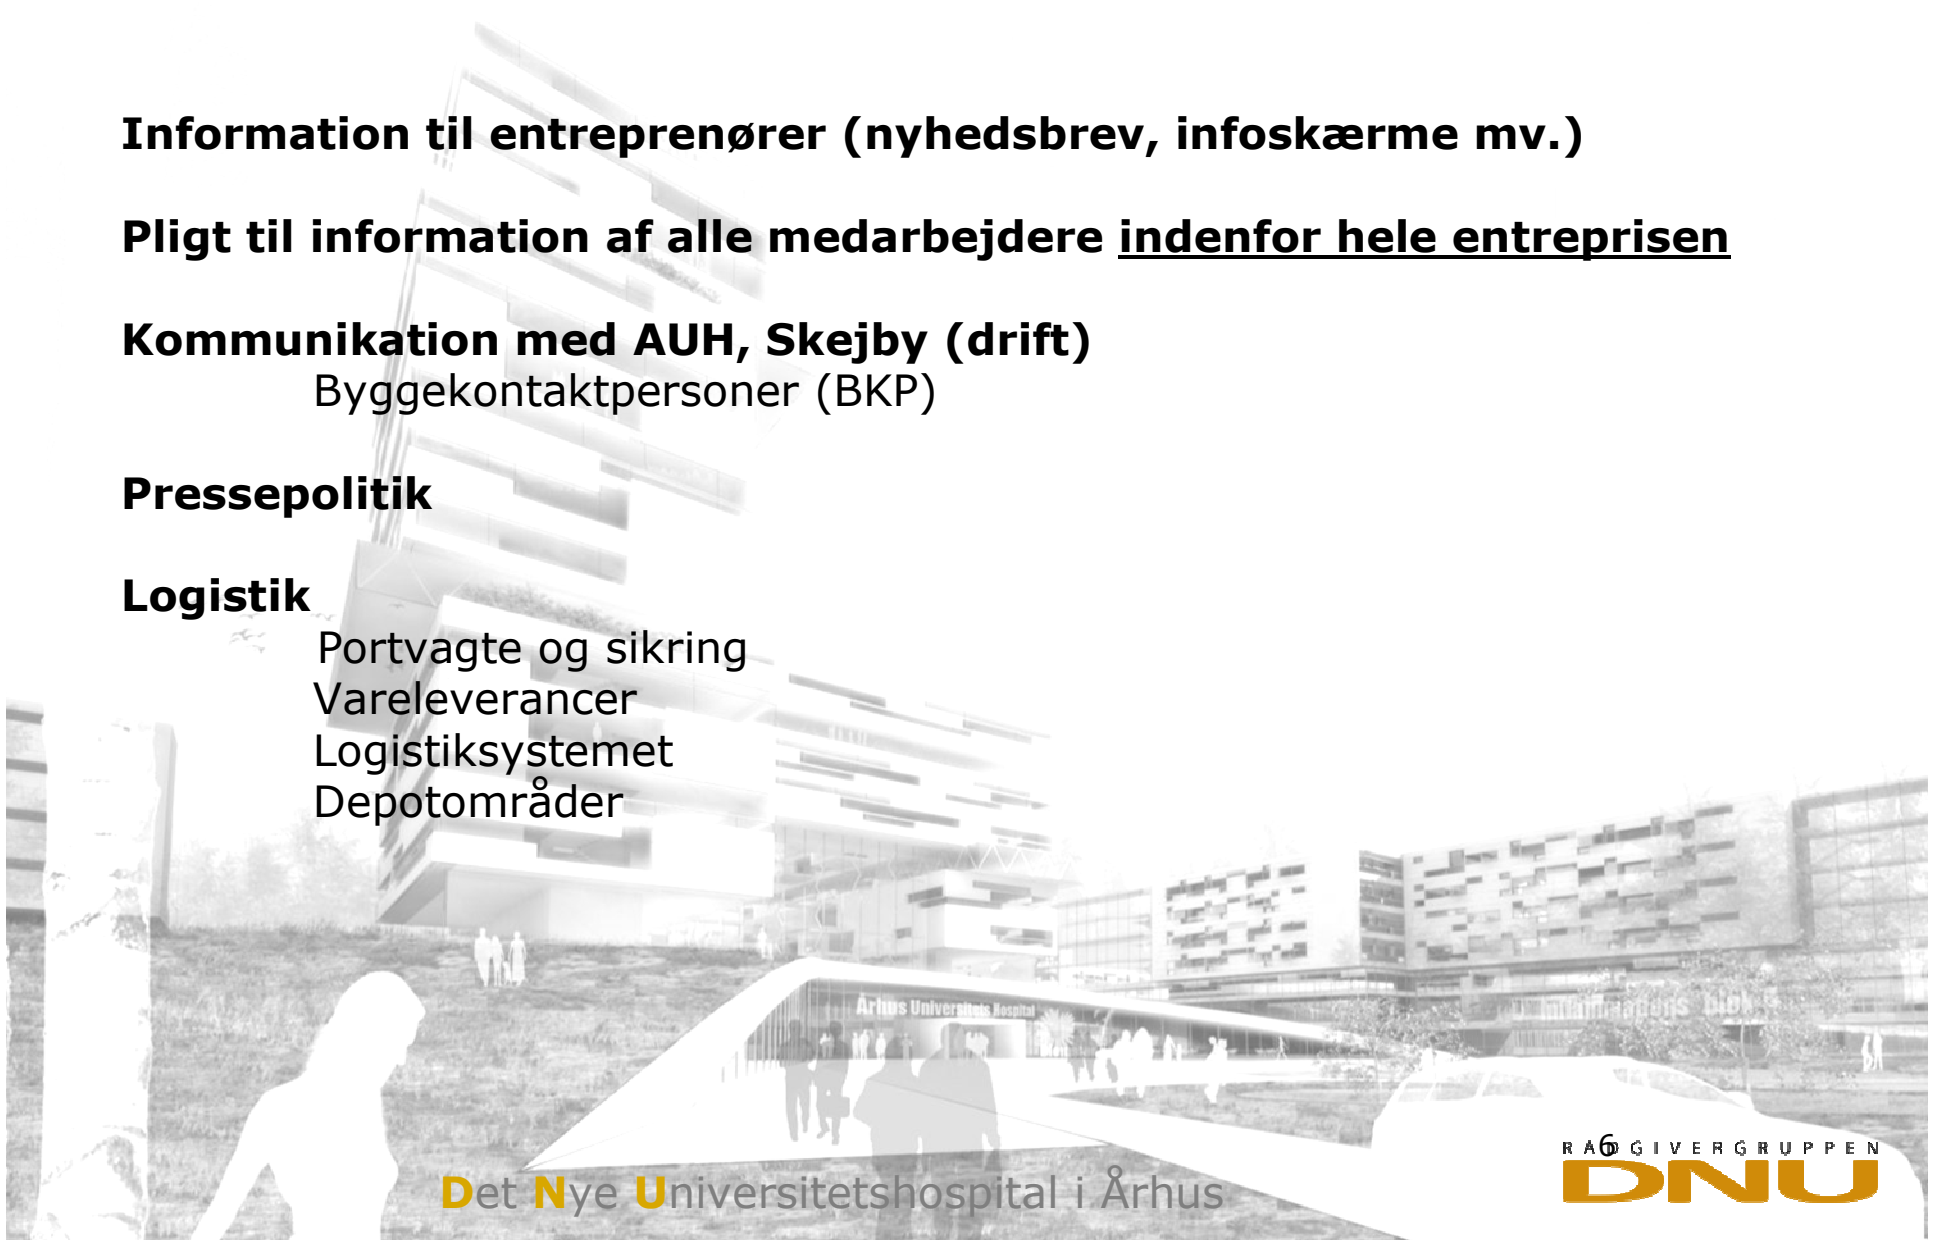 Information til entreprenører (nyhedsbrev, infoskærme mv.)
Pligt til information af alle medarbejdere indenfor hele entreprisen
Kommunikation med AUH, Skejby (drift)
Byggekontaktpersoner (BKP)
Pressepolitik
Logistik
Portvagte og sikring
Vareleverancer
Logistiksystemet
Depotområder
Århus Universitets Hospital
blok
6
RÅDGIVERGRUPPEN
DNU
Det Nye Universitetshospital i Århus